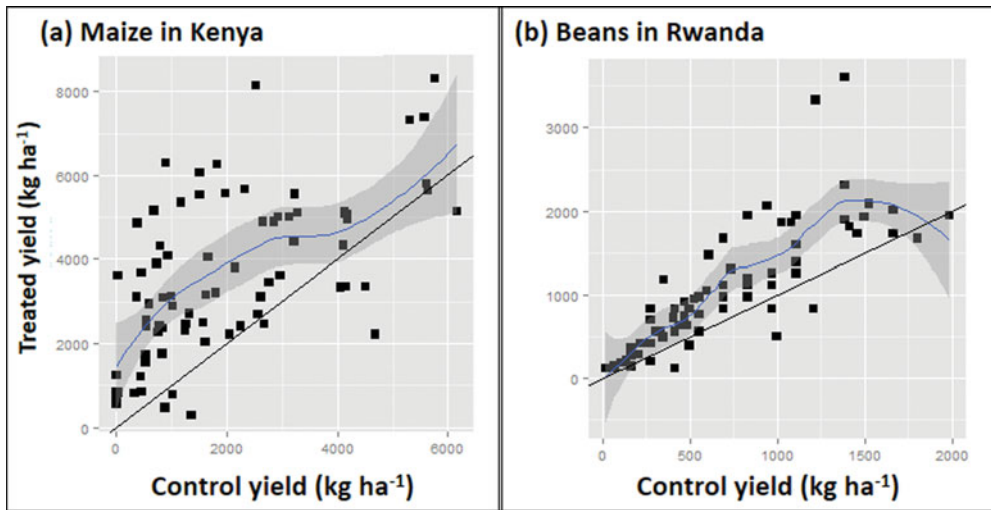 (a) Maize in Kenya
Treated yield (kg ha⁻¹)
8000
6000
4000
2000
0
0 2000 4000 6000
Control yield (kg ha⁻¹)
(b) Beans in Rwanda
3000
2000
1000
0
0 500 1000 1500 2000
Control yield (kg ha⁻¹)